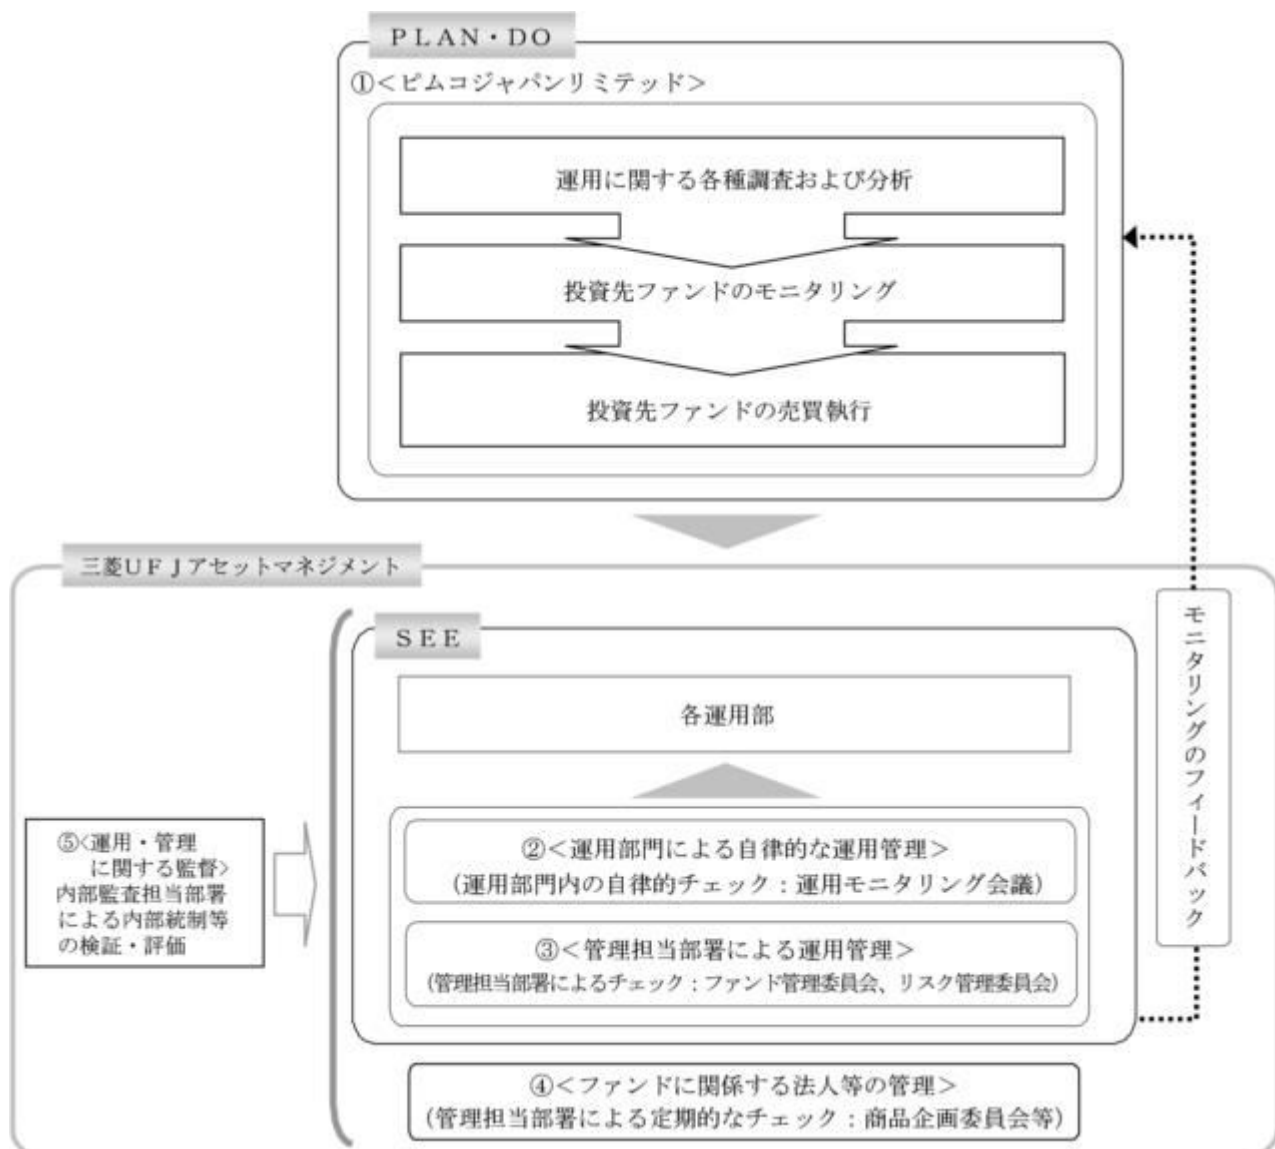 ＰＬＡＮ・ＤＯ
①＜ピムコジャパンリミテッド＞
運用に関する各種調査および分析
投資先ファンドのモニタリング
投資先ファンドの売買執行
三菱ＵＦＪアセットマネジメント
ＳＥＥ
各運用部
②＜運用部門による自律的な運用管理＞
（運用部門内の自律的チェック：運用モニタリング会議）
③＜管理担当部署による運用管理＞
（管理担当部署によるチェック：ファンド管理委員会、リスク管理委員会）
④＜ファンドに関係する法人等の管理＞
（管理担当部署による定期的なチェック：商品企画委員会等）
⑤＜運用・管理
に関する監督＞
内部監査担当部署
による内部統制等
の検証・評価
モニタリングのフィードバック